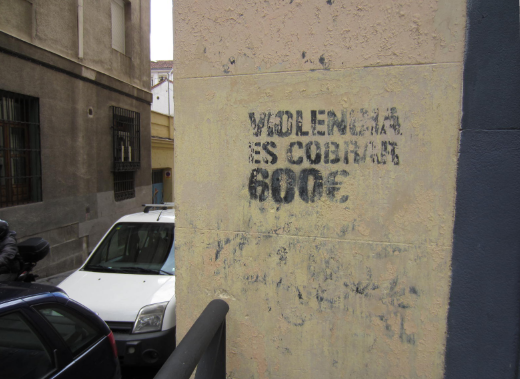 VIOLENCIA
ES COBRAR
600€